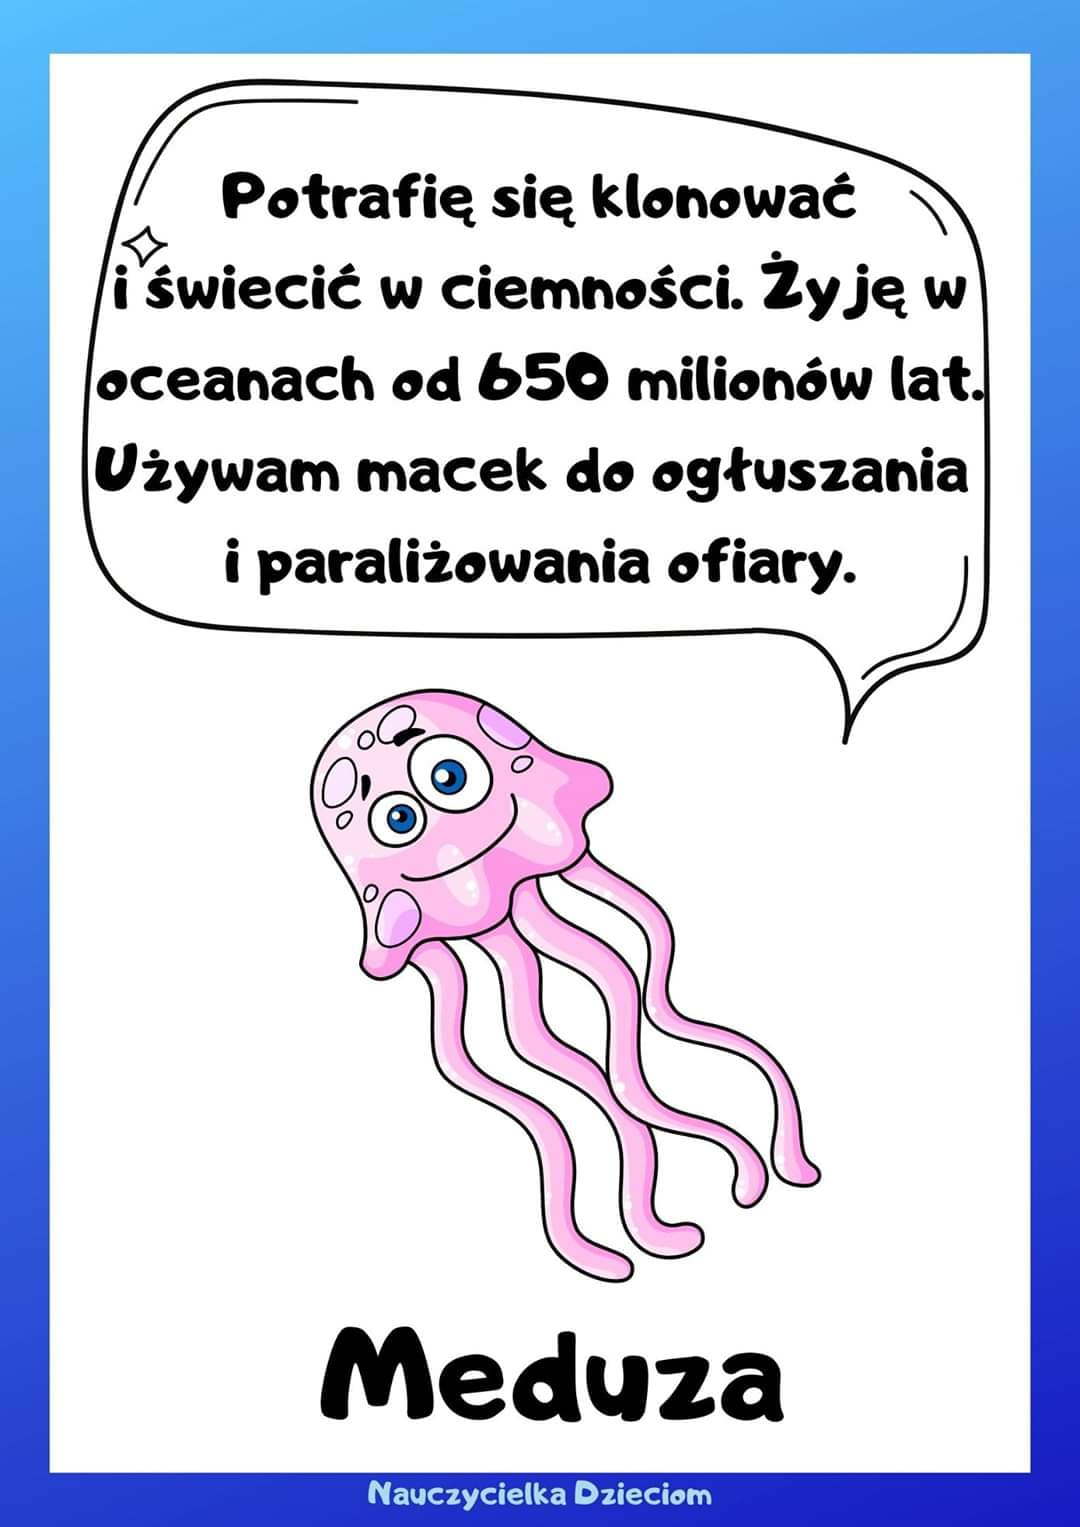 Potrafię się klonować
i świecić w ciemności. Żyję w
oceanach od 650 milionów lat.
Używam macek do ogłuszania
i paraliżowania ofiary.
Meduza
Nauczycielka Dzieciom